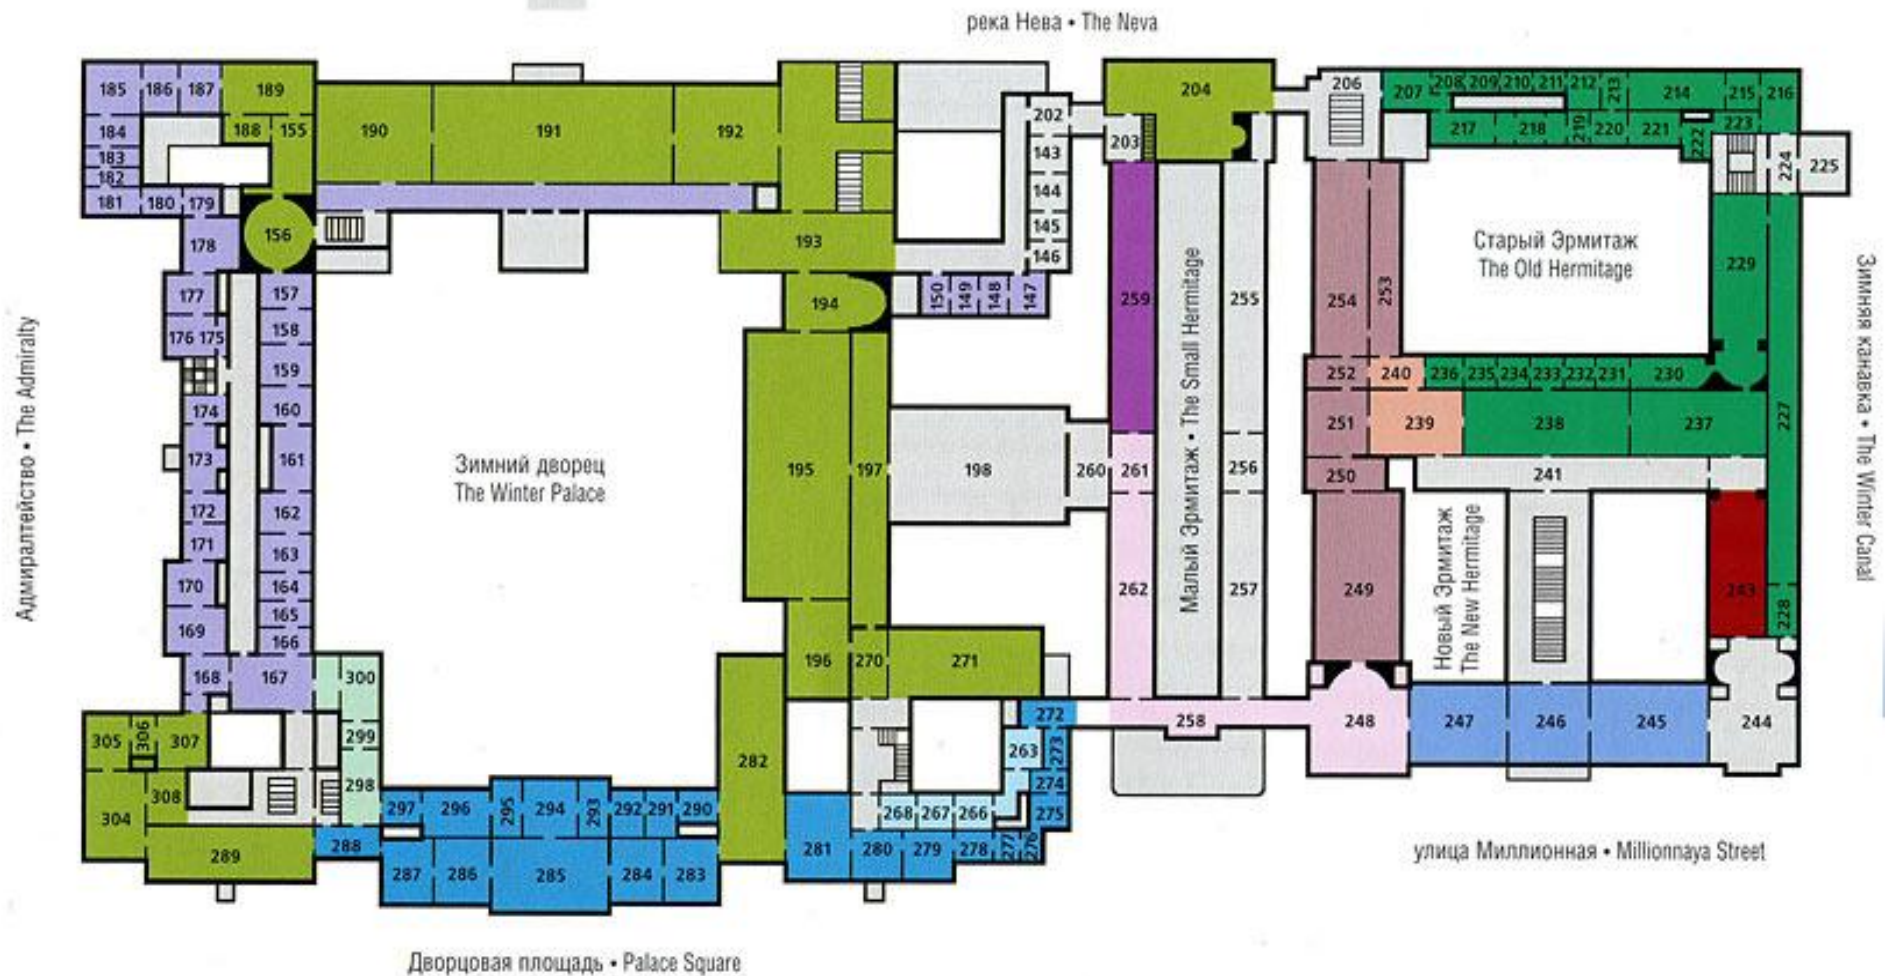 река Нева • The Neva
185 186 187 189
190 191 192
202 203 204
206 207 208 209 210 211 212 213 214 215 216
184 188 155
183
182
181 180 179
143
144
145
146
217 218 219 220 221 222 223
224 225
178 156
193
177 157
194
150 149 148 147
176 175 158
159
174 160
173 161
172 162
171 163
170 164
165
169 166
168 167 300
299
298
Зимний дворец
The Winter Palace
195 197 198 260
196 270 271
259
261
262
Малый Эрмитаж • The Small Hermitage
255
256
257
258
254 253
252 240 236 235 234 233 232 231 230
251 239 238 237
250 241
249
248 247 246 245 244
Старый Эрмитаж
The Old Hermitage
229
227
243
228
Новый Эрмитаж
The New Hermitage
305 306 307
304 308
289 288
297 296 295 294 293 292 291 290
287 286 285 284 283
282
272
263 273
274
268 267 266 275
281 280 279 278 277 276
Адмиралтейство • The Admiralty
Зимняя канавка • The Winter Canal
улица Миллионная • Millionnaya Street
Дворцовая площадь • Palace Square